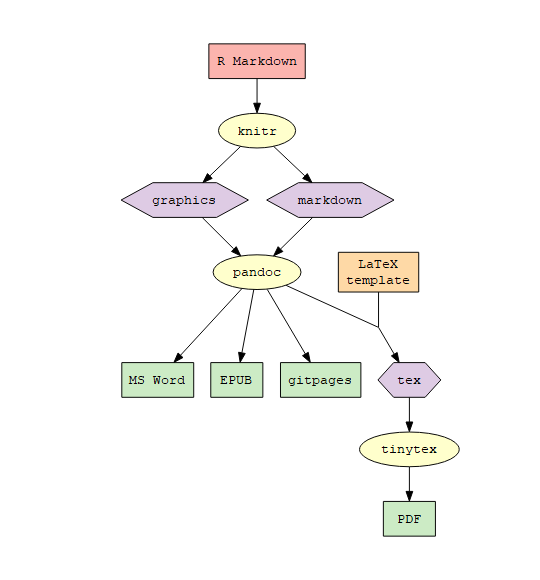 R Markdown
knitr
graphics
markdown
pandoc
LaTeX
template
MS Word
EPUB
gitpages
tex
tinytex
PDF